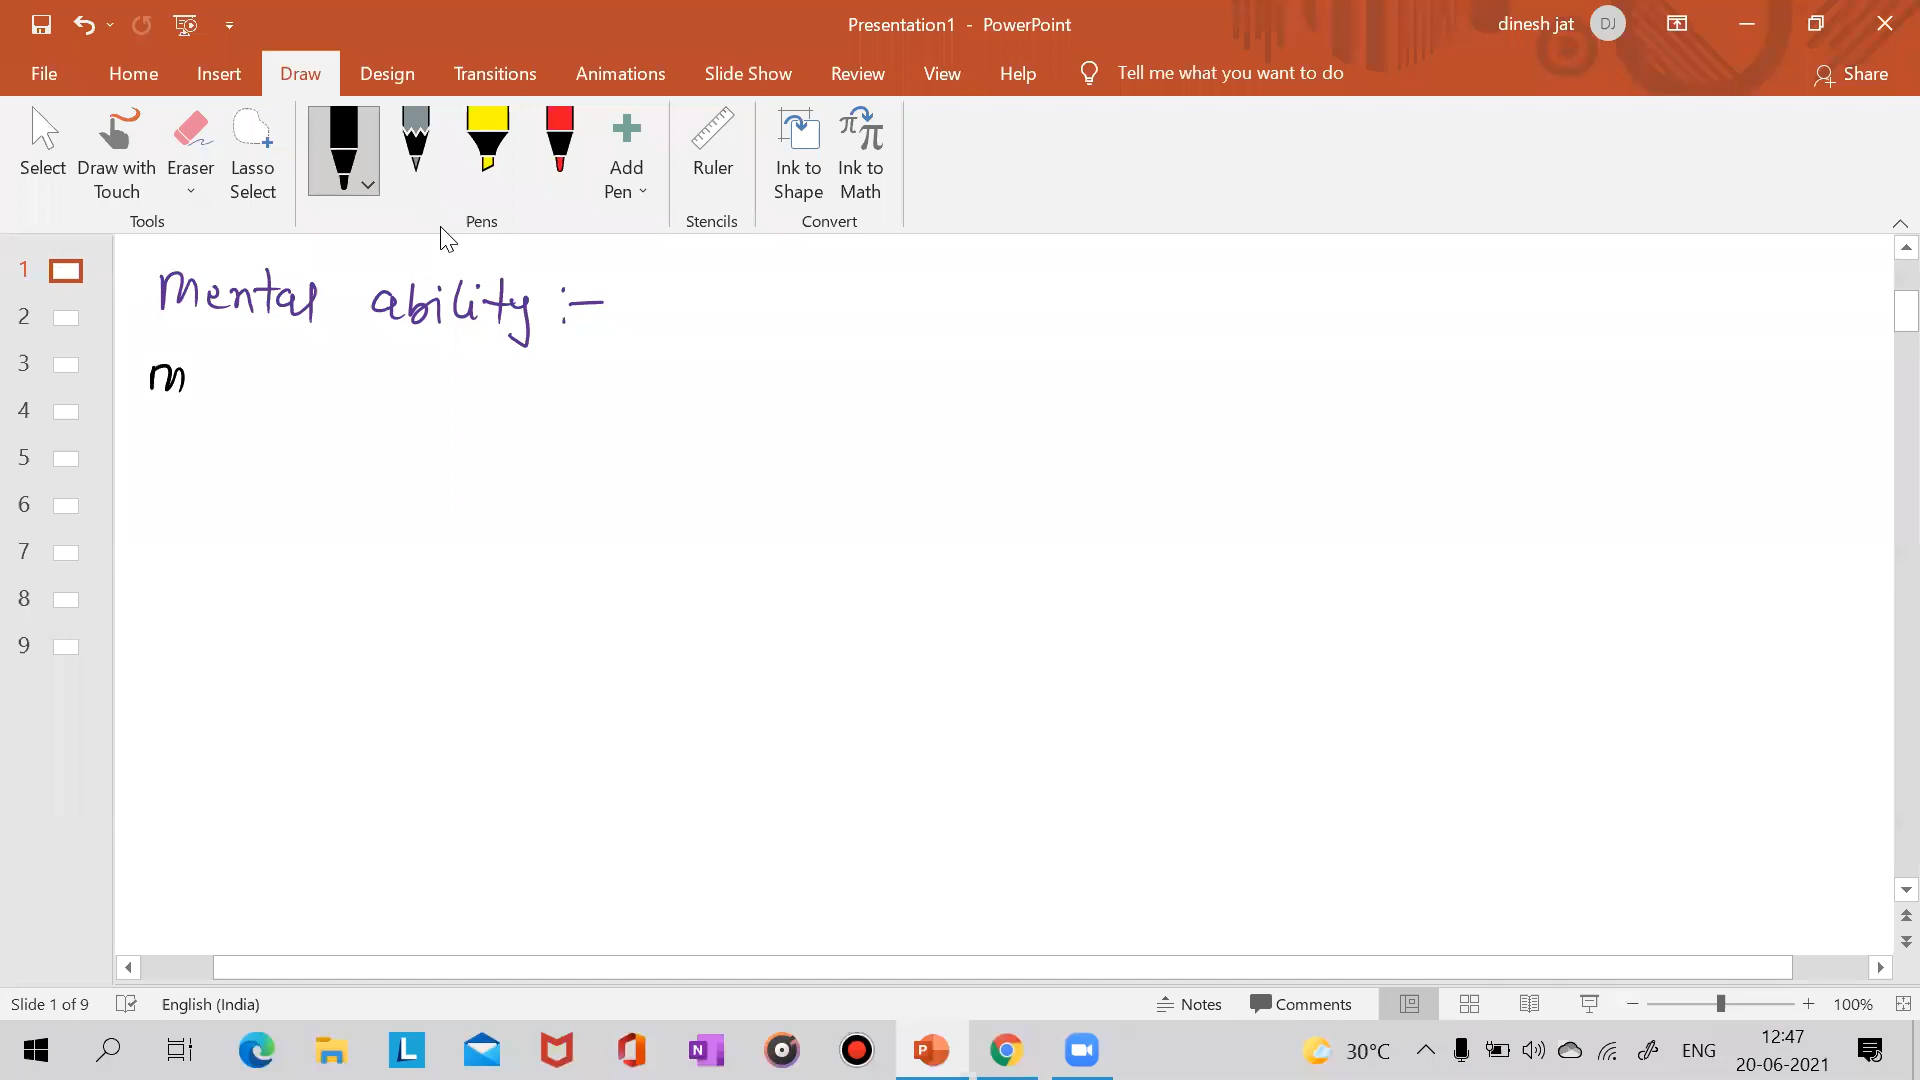 Presentation1 - PowerPoint
dinesh jat
DJ
File Home Insert Draw Design Transitions Animations Slide Show Review View Help Tell me what you want to do Share
Select Draw with Touch Eraser Lasso Select
Add Pen
Ruler
Ink to Shape Ink to Math
Tools Pens Stencils Convert
1
2
3
4
5
6
7
8
9
Mental ability :-
m
Slide 1 of 9 English (India) Notes Comments 100%
30°C ENG 12:47
20-06-2021